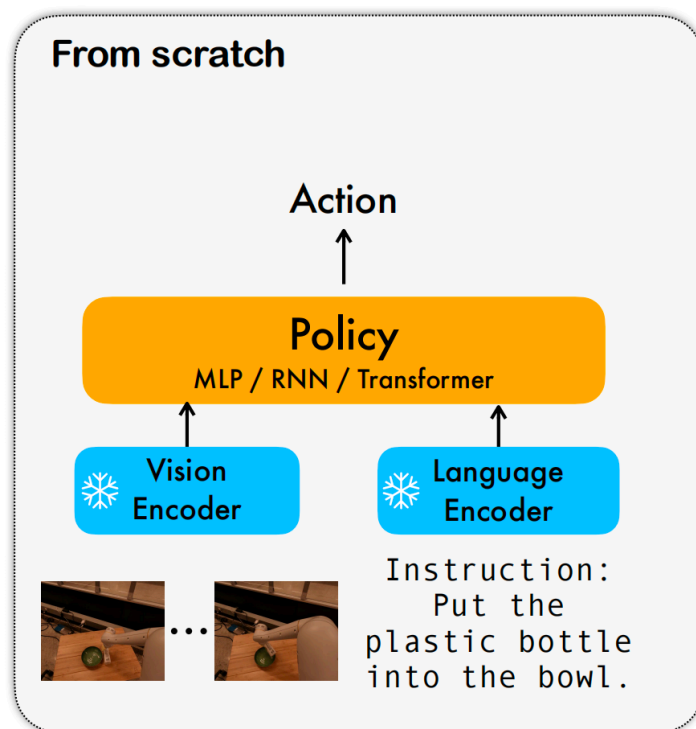 From scratch
Action
Policy
MLP / RNN / Transformer
Vision
Encoder
Language
Encoder
...
Instruction:
Put the
plastic bottle
into the bowl.